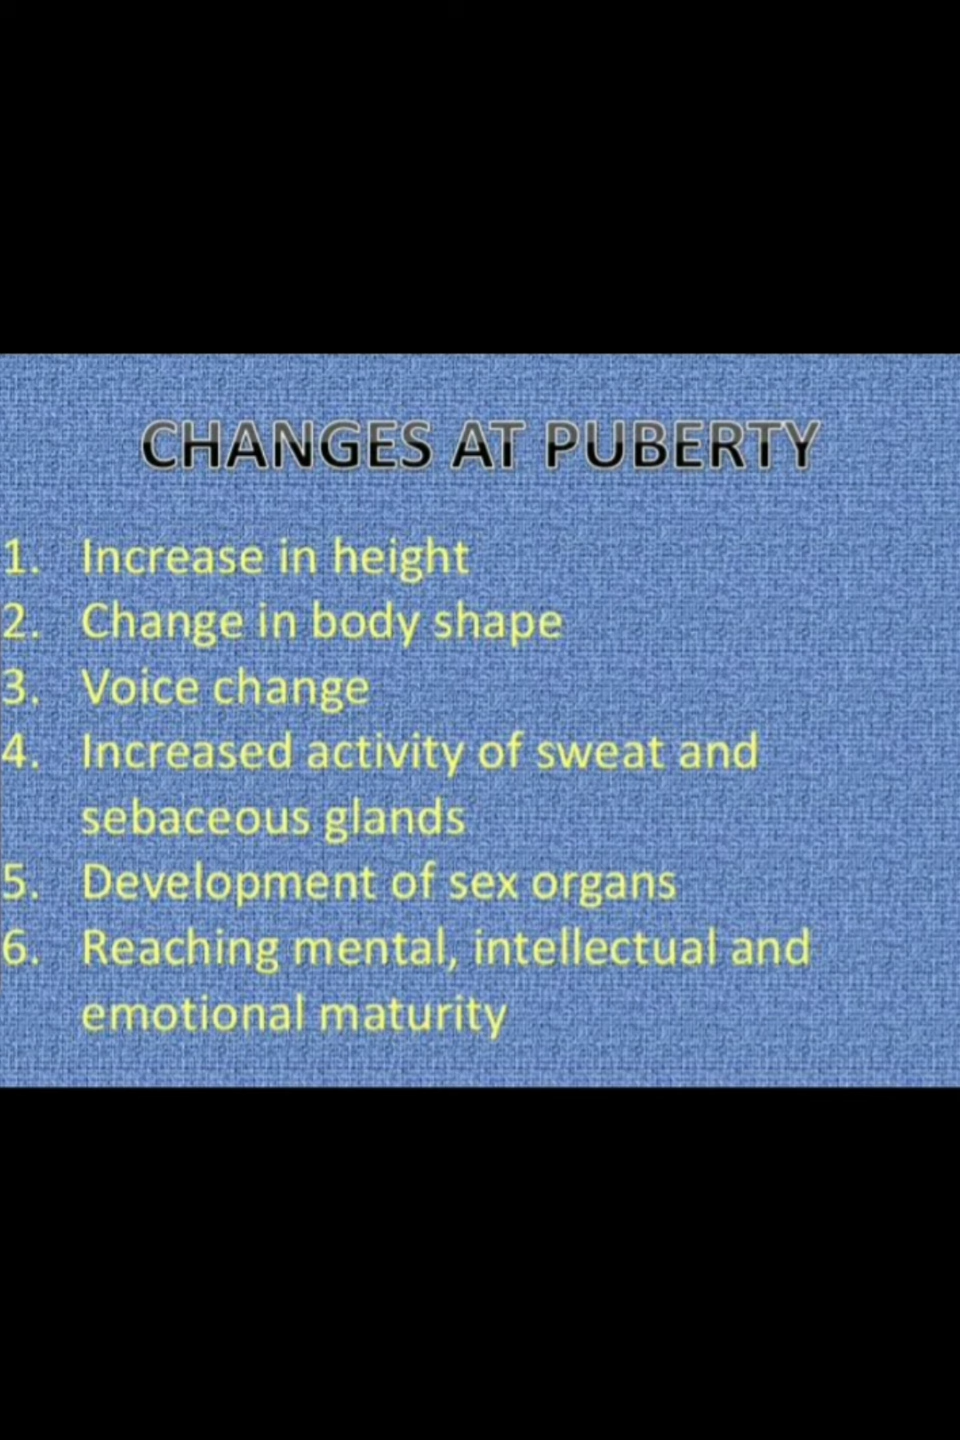 CHANGES AT PUBERTY
1. Increase in height
2. Change in body shape
3. Voice change
4. Increased activity of sweat and
sebaceous glands
5. Development of sex organs
6. Reaching mental, intellectual and
emotional maturity